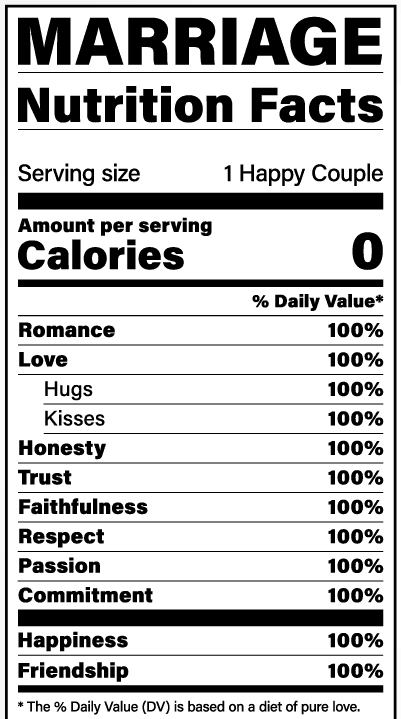 MARRIAGE
Nutrition Facts
Serving size 1 Happy Couple
Amount per serving
Calories 0
% Daily Value*
Romance 100%
Love 100%
Hugs 100%
Kisses 100%
Honesty 100%
Trust 100%
Faithfulness 100%
Respect 100%
Passion 100%
Commitment 100%
Happiness 100%
Friendship 100%
* The % Daily Value (DV) is based on a diet of pure love.